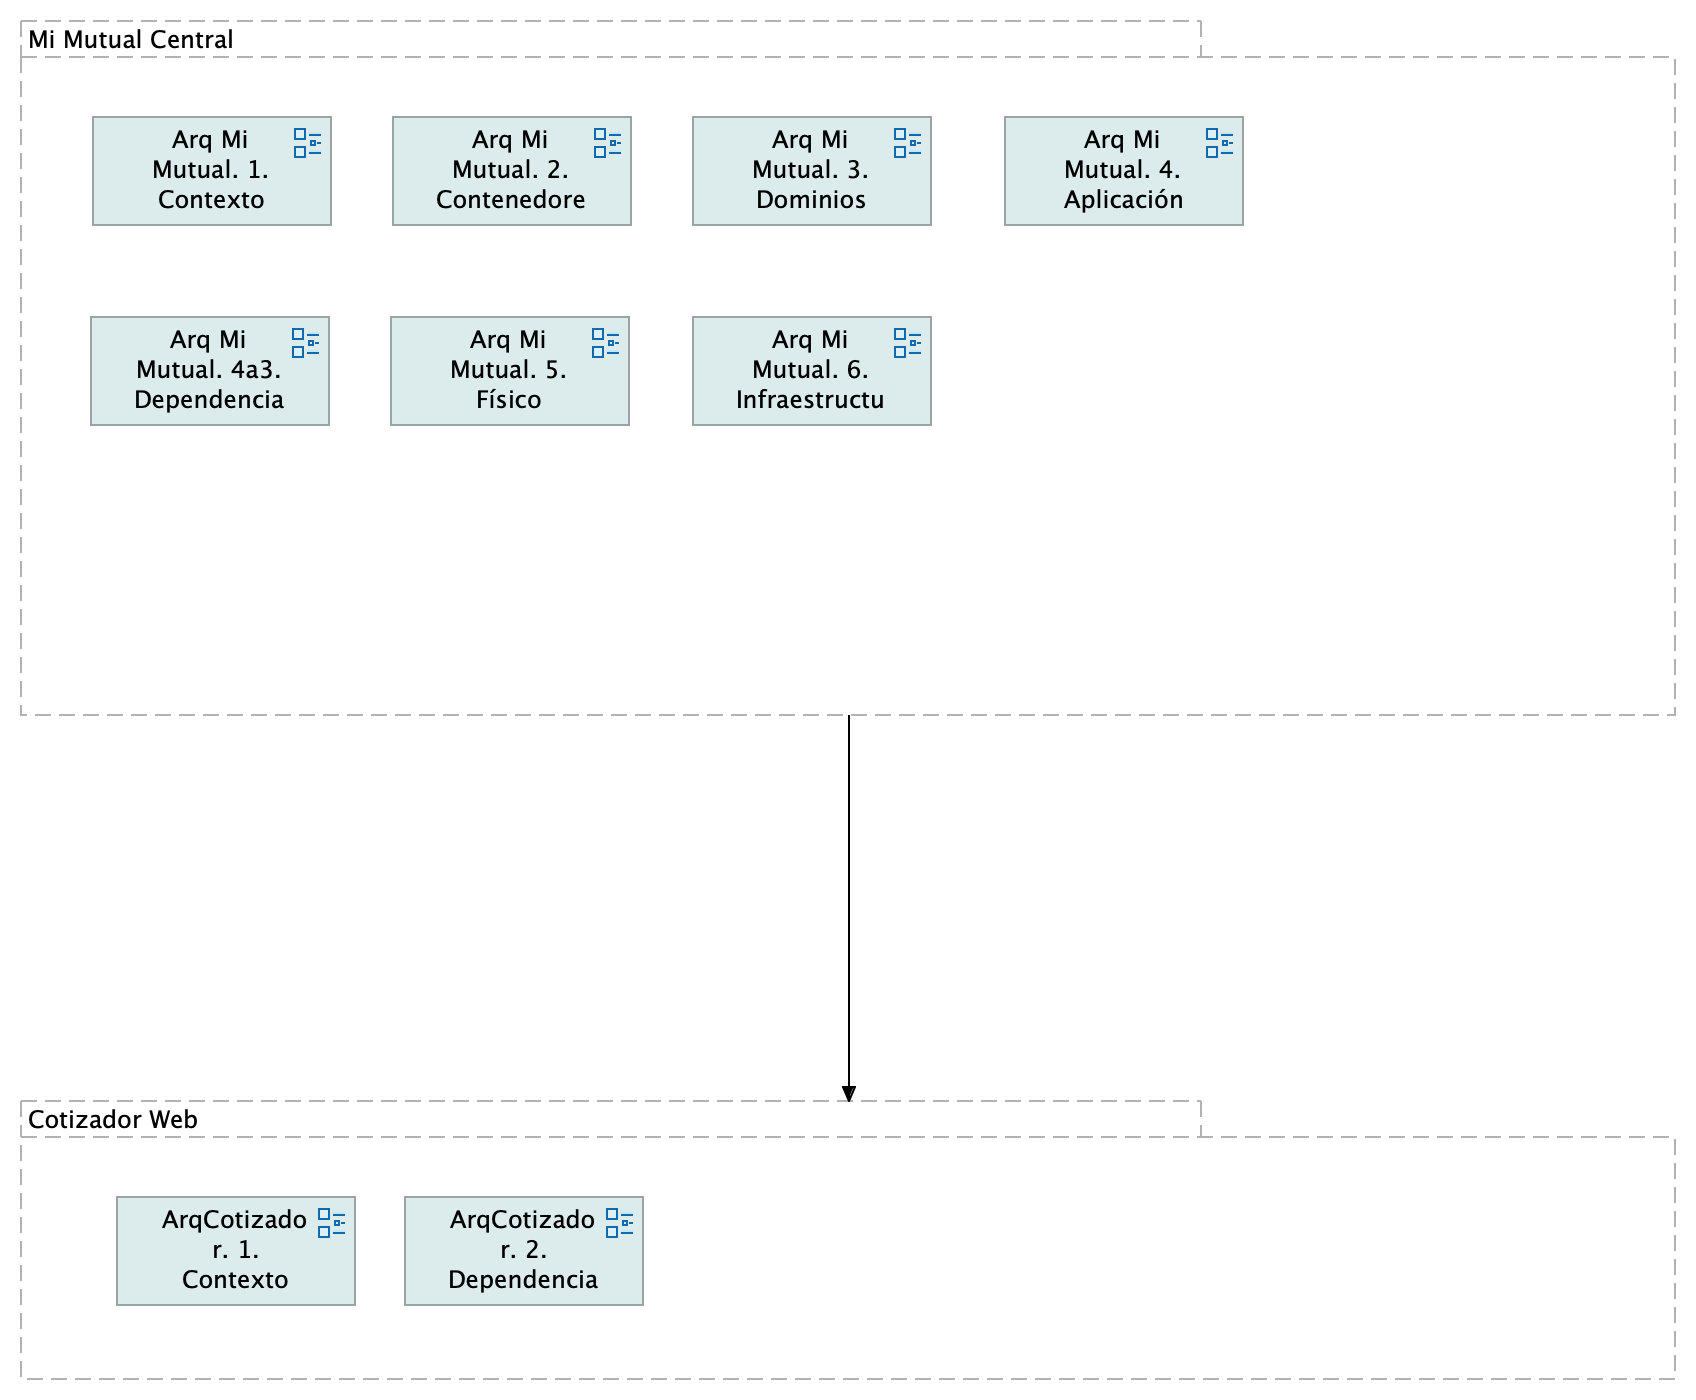 Mi Mutual Central
Arq Mi
Mutual. 1.
Contexto
Arq Mi
Mutual. 2.
Contenedore
Arq Mi
Mutual. 3.
Dominios
Arq Mi
Mutual. 4.
Aplicación
Arq Mi
Mutual. 4a3.
Dependencia
Arq Mi
Mutual. 5.
Físico
Arq Mi
Mutual. 6.
Infraestructu
Cotizador Web
ArqCotizado
r. 1.
Contexto
ArqCotizado
r. 2.
Dependencia